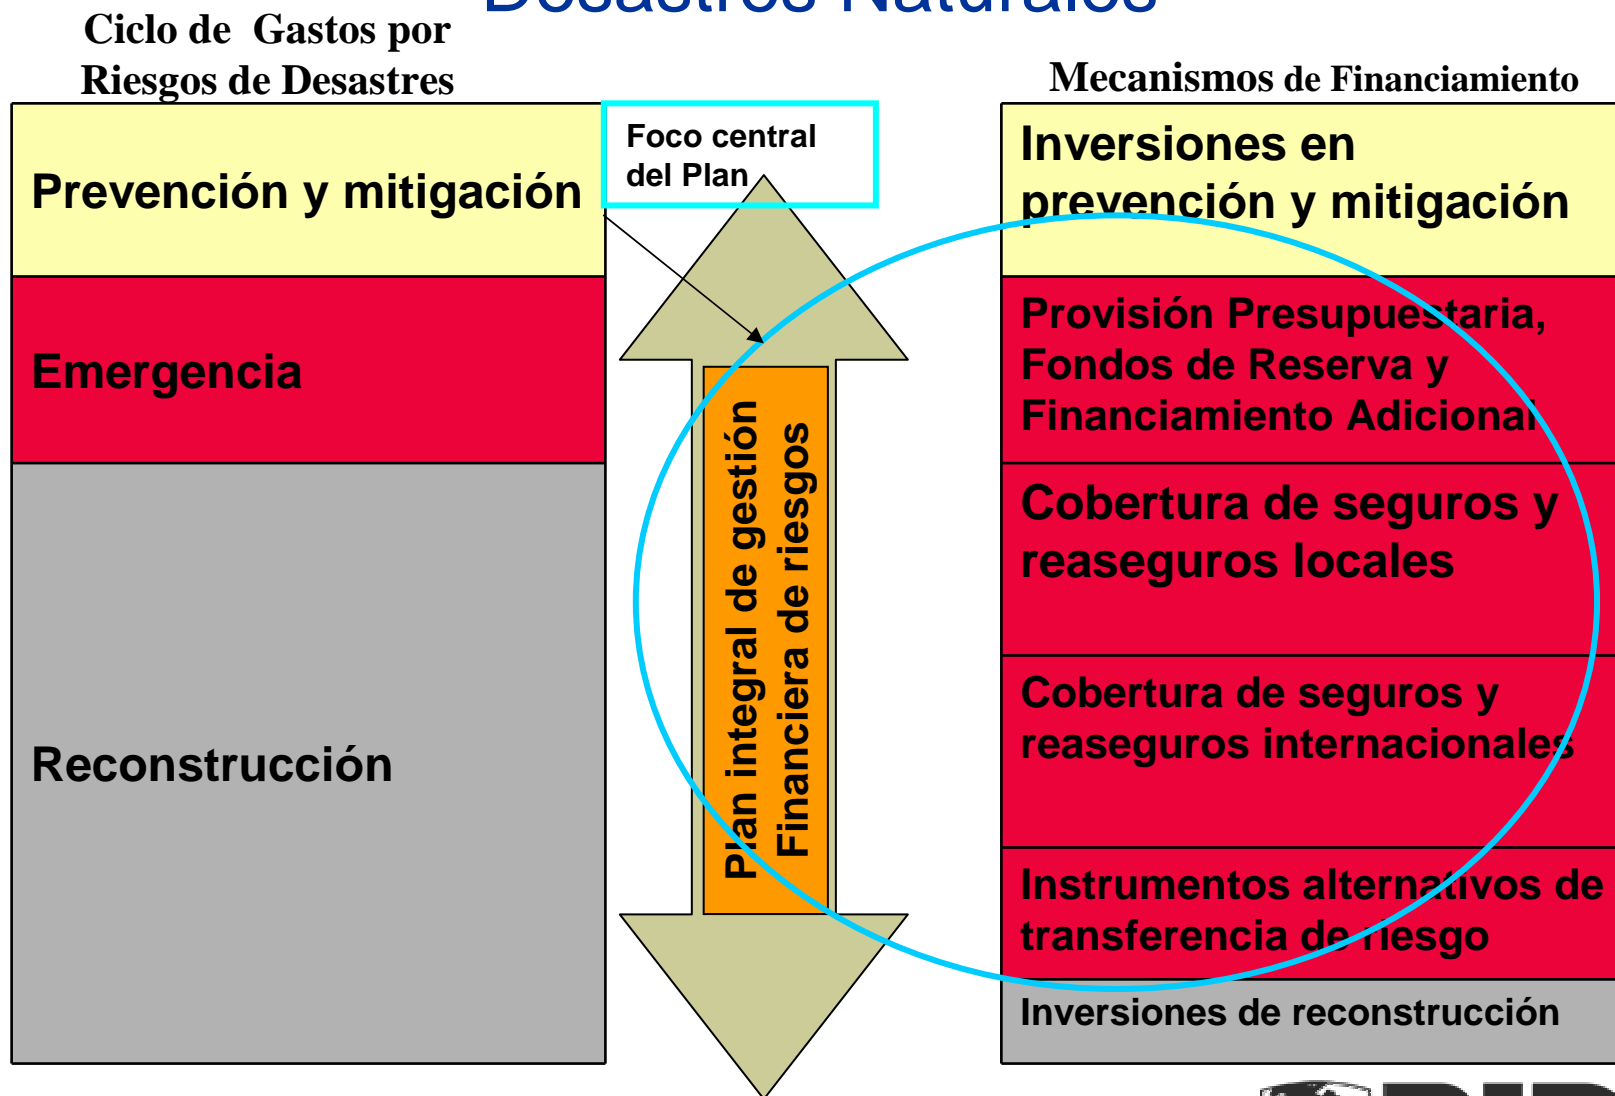 Desastres Naturales
Ciclo de Gastos por
Riesgos de Desastres
Mecanismos de Financiamiento
Prevención y mitigación
Emergencia
Reconstrucción
Foco central
del Plan
Plan integral de gestión
Financiera de riesgos
Inversiones en
prevención y mitigación
Provisión Presupuestaria,
Fondos de Reserva y
Financiamiento Adicional
Cobertura de seguros y
reaseguros locales
Cobertura de seguros y
reaseguros internacionales
Instrumentos alternativos de
transferencia de riesgo
Inversiones de reconstrucción